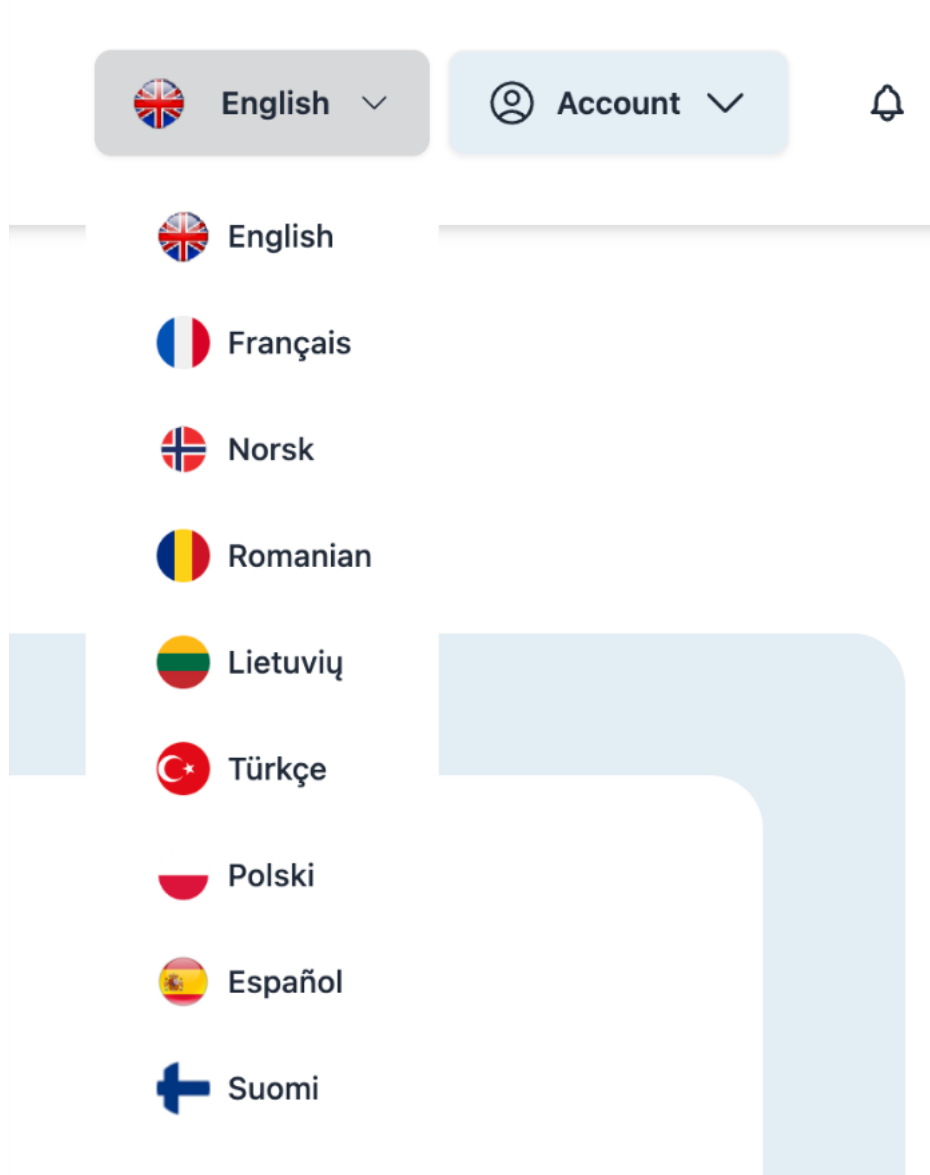 English
Account
English
Français
Norsk
Romanian
Lietuvių
Türkçe
Polski
Español
Suomi